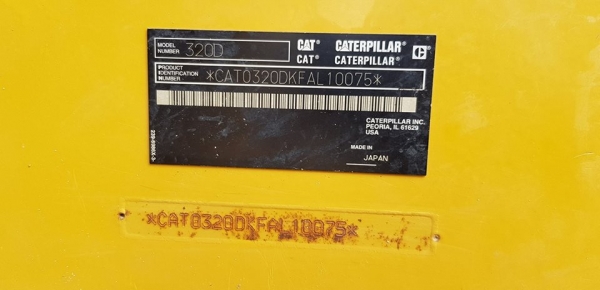 MODEL NUMBER 320D
CAT® CATERPILLAR®
CAT® CATERPILLAR®
PRODUCT IDENTIFICATION NUMBER *CAT0320DKFAL10075*
CATERPILLAR INC.
PEORIA, IL 61629
USA
MADE IN
JAPAN
*CAT0320DKFAL10075*